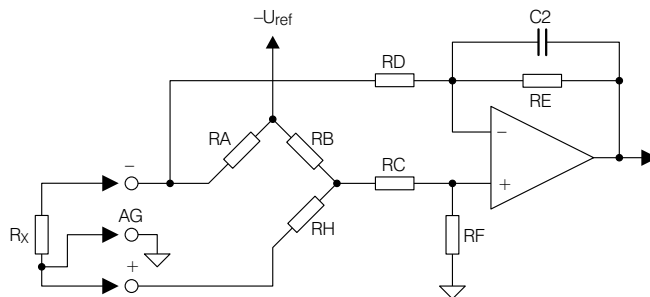 –Uref
C2
RD
RE
RA
RB
–
–
RC
+
AG
RX
RH
RF
+